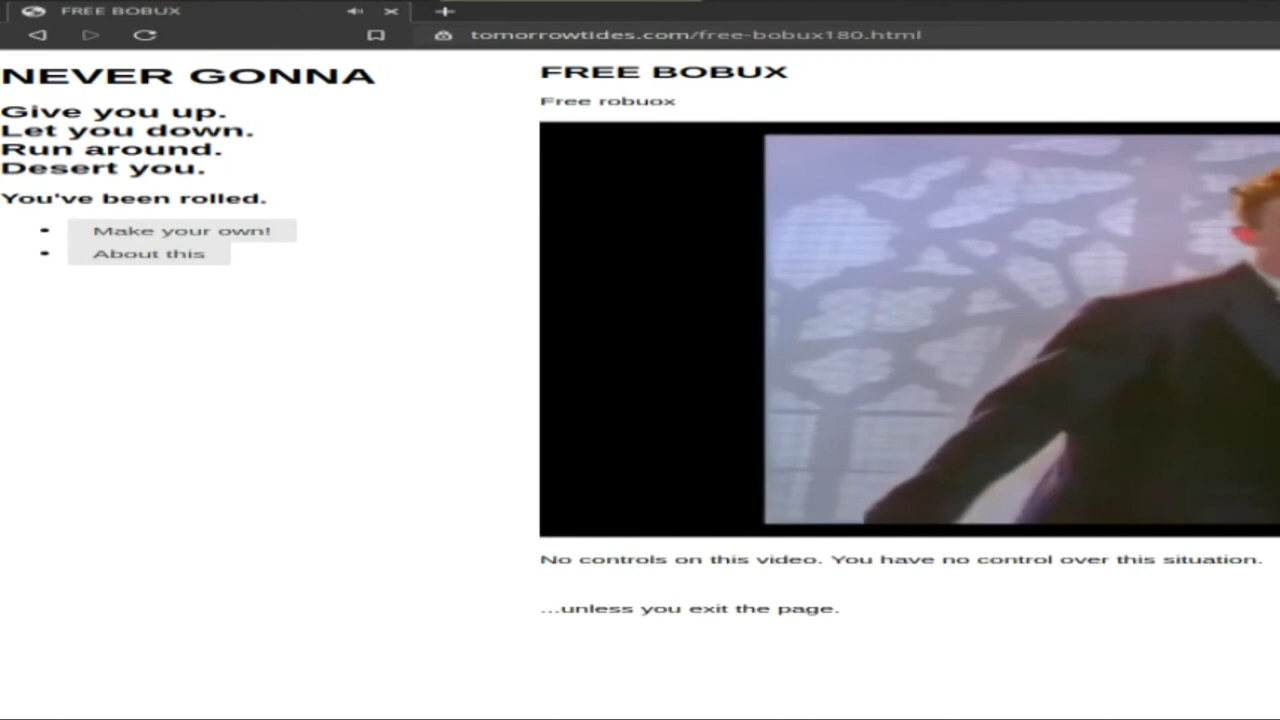 FREE BOBUX
tomorrowtides.com/free-bobux180.html
NEVER GONNA
Give you up.
Let you down.
Run around.
Desert you.
You've been rolled.
Make your own!
About this
FREE BOBUX
Free robuox
No controls on this video. You have no control over this situation.
...unless you exit the page.